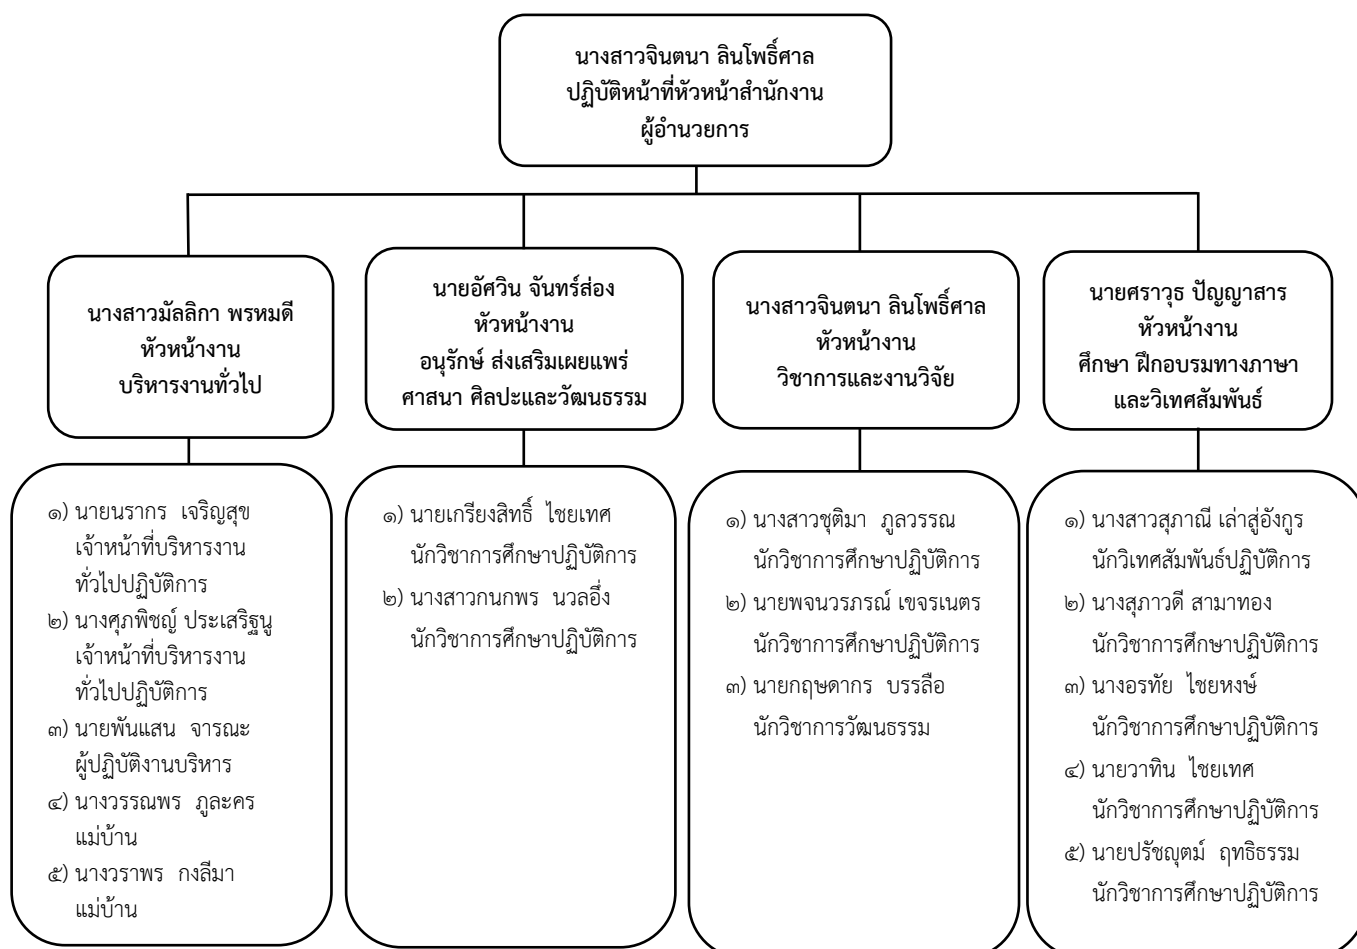 นางสาวจินตนา ลินโพธิ์ศาล
ปฏิบัติหน้าที่หัวหน้าสำนักงาน
ผู้อำนวยการ
นางสาวมัลลิกา พรหมดี
หัวหน้างาน
บริหารงานทั่วไป
นายอัศวิน จันทร์ส่อง
หัวหน้างาน
อนุรักษ์ ส่งเสริมเผยแพร่
ศาสนา ศิลปะและวัฒนธรรม
นางสาวจินตนา ลินโพธิ์ศาล
หัวหน้างาน
วิชาการและงานวิจัย
นายศราวุธ ปัญญาสาร
หัวหน้างาน
ศึกษา ฝึกอบรมทางภาษา
และวิเทศสัมพันธ์
๑) นายนรากร เจริญสุข
เจ้าหน้าที่บริหารงาน
ทั่วไปปฏิบัติการ
๒) นางศุภพิชญ์ ประเสริฐนู
เจ้าหน้าที่บริหารงาน
ทั่วไปปฏิบัติการ
๓) นายพันแสน จารณะ
ผู้ปฏิบัติงานบริหาร
๔) นางวรรณพร ภูละคร
แม่บ้าน
๕) นางวราพร กงลีมา
แม่บ้าน
๑) นายเกรียงสิทธิ์ ไชยเทศ
นักวิชาการศึกษาปฏิบัติการ
๒) นางสาวกนกพร นวลอึ่ง
นักวิชาการศึกษาปฏิบัติการ
๑) นางสาวชุติมา ภูลวรรณ
นักวิชาการศึกษาปฏิบัติการ
๒) นายพจนวรภรณ์ เขจรเนตร
นักวิชาการศึกษาปฏิบัติการ
๓) นายกฤษดากร บรรลือ
นักวิชาการวัฒนธรรม
๑) นางสาวสุภาณี เล่าสู่อังกูร
นักวิเทศสัมพันธ์ปฏิบัติการ
๒) นางสุภาวดี สามาทอง
นักวิชาการศึกษาปฏิบัติการ
๓) นางอรทัย ไชยหงษ์
นักวิชาการศึกษาปฏิบัติการ
๔) นายวาทิน ไชยเทศ
นักวิชาการศึกษาปฏิบัติการ
๕) นายปรัชญุตม์ ฤทธิธรรม
นักวิชาการศึกษาปฏิบัติการ